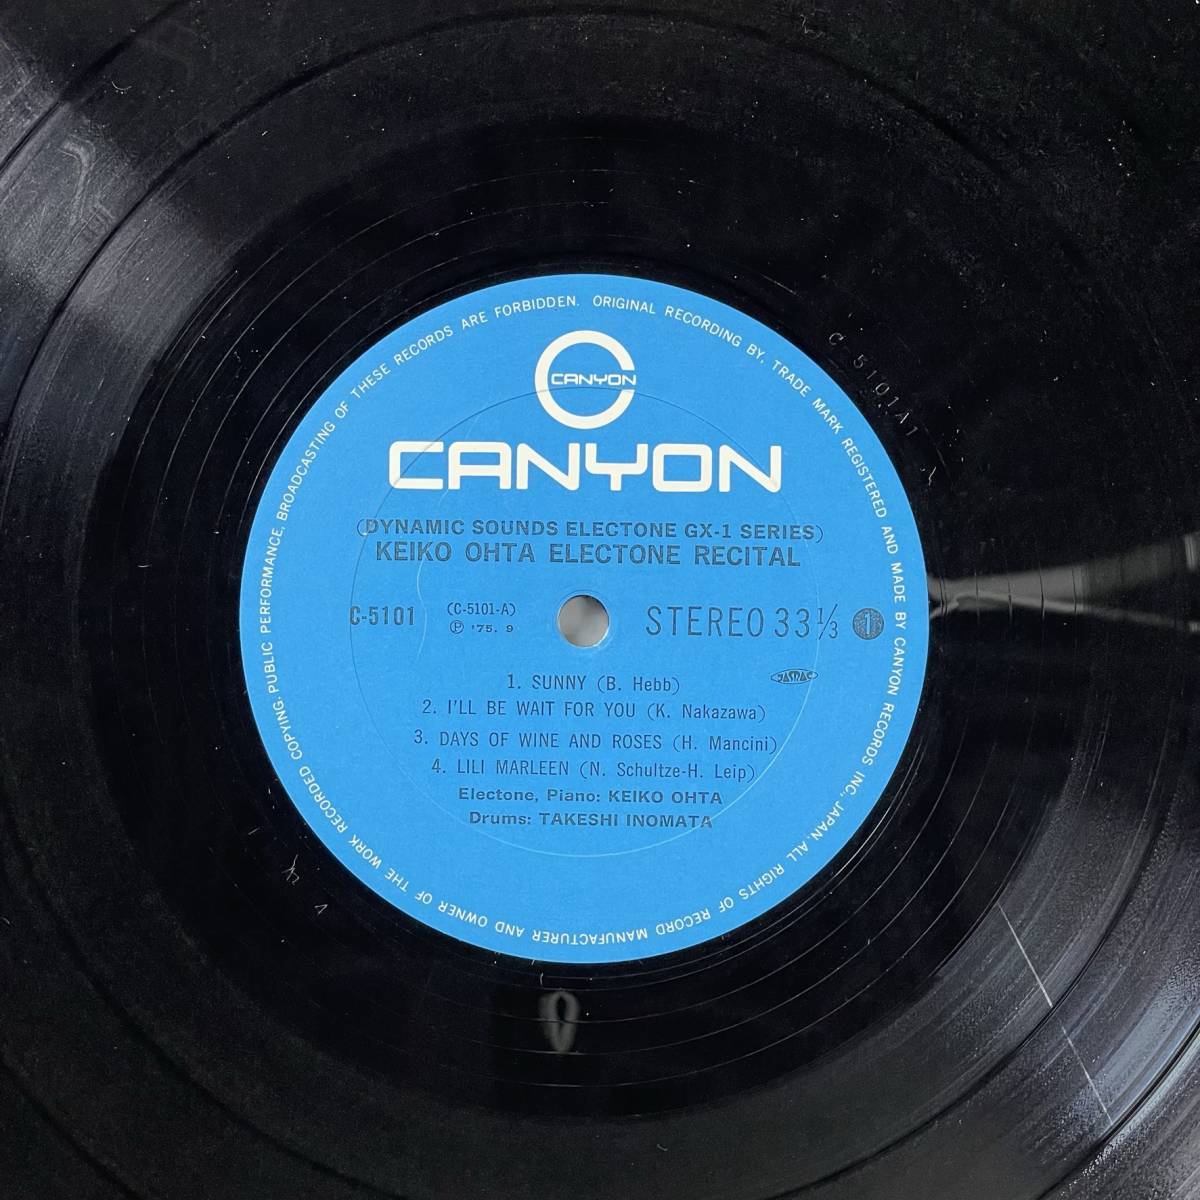 PUBLIC PERFORMANCE, BROADCASTING OF THESE RECORDS ARE FORBIDDEN. ORIGINAL RECORDING BY, TRADE MARK REGISTERED AND MADE BY CANYON RECORDS INC., JAPAN. ALL RIGHTS OF RECORD MANUFACTURER AND OWNER OF THE WORK RECORDED COPYING.
CANYON
CANYON
(DYNAMIC SOUNDS ELECTONE GX-1 SERIES)
KEIKO OHTA ELECTONE RECITAL
C-5101 (C-5101-A) STEREO 33 1/3 1
Ⓟ '75. 9
JASRAC
1. SUNNY (B. Hebb)
2. I'LL BE WAIT FOR YOU (K. Nakazawa)
3. DAYS OF WINE AND ROSES (H. Mancini)
4. LILI MARLEEN (N. Schultze-H. Leip)
Electone, Piano: KEIKO OHTA
Drums: TAKESHI INOMATA
C-5101A1